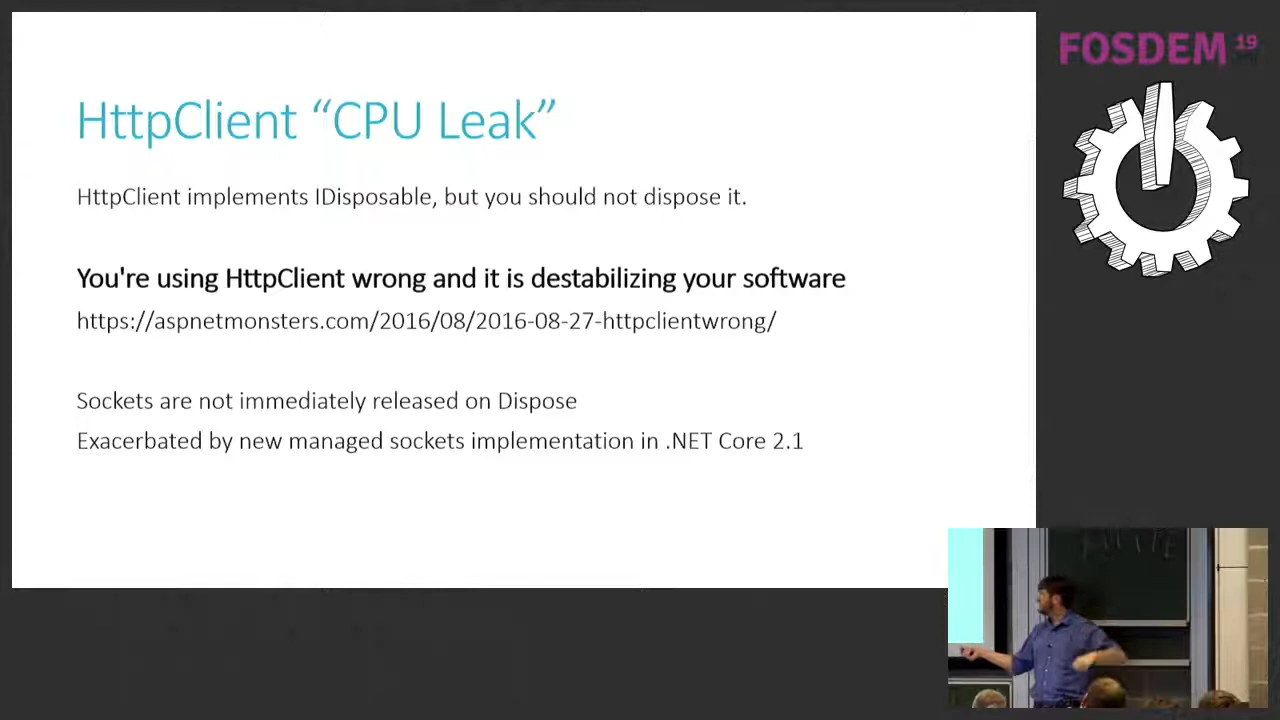 HttpClient “CPU Leak”
HttpClient implements IDisposable, but you should not dispose it.
You're using HttpClient wrong and it is destabilizing your software
https://aspnetmonsters.com/2016/08/2016-08-27-httpclientwrong/
Sockets are not immediately released on Dispose
Exacerbated by new managed sockets implementation in .NET Core 2.1
FOSDEM 19